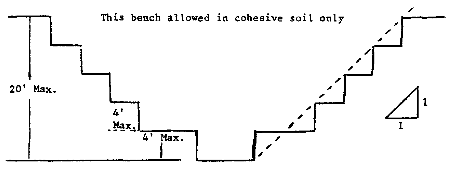 This bench allowed in cohesive soil only
20' Max.
4'
Max.
4' Max.
1
1